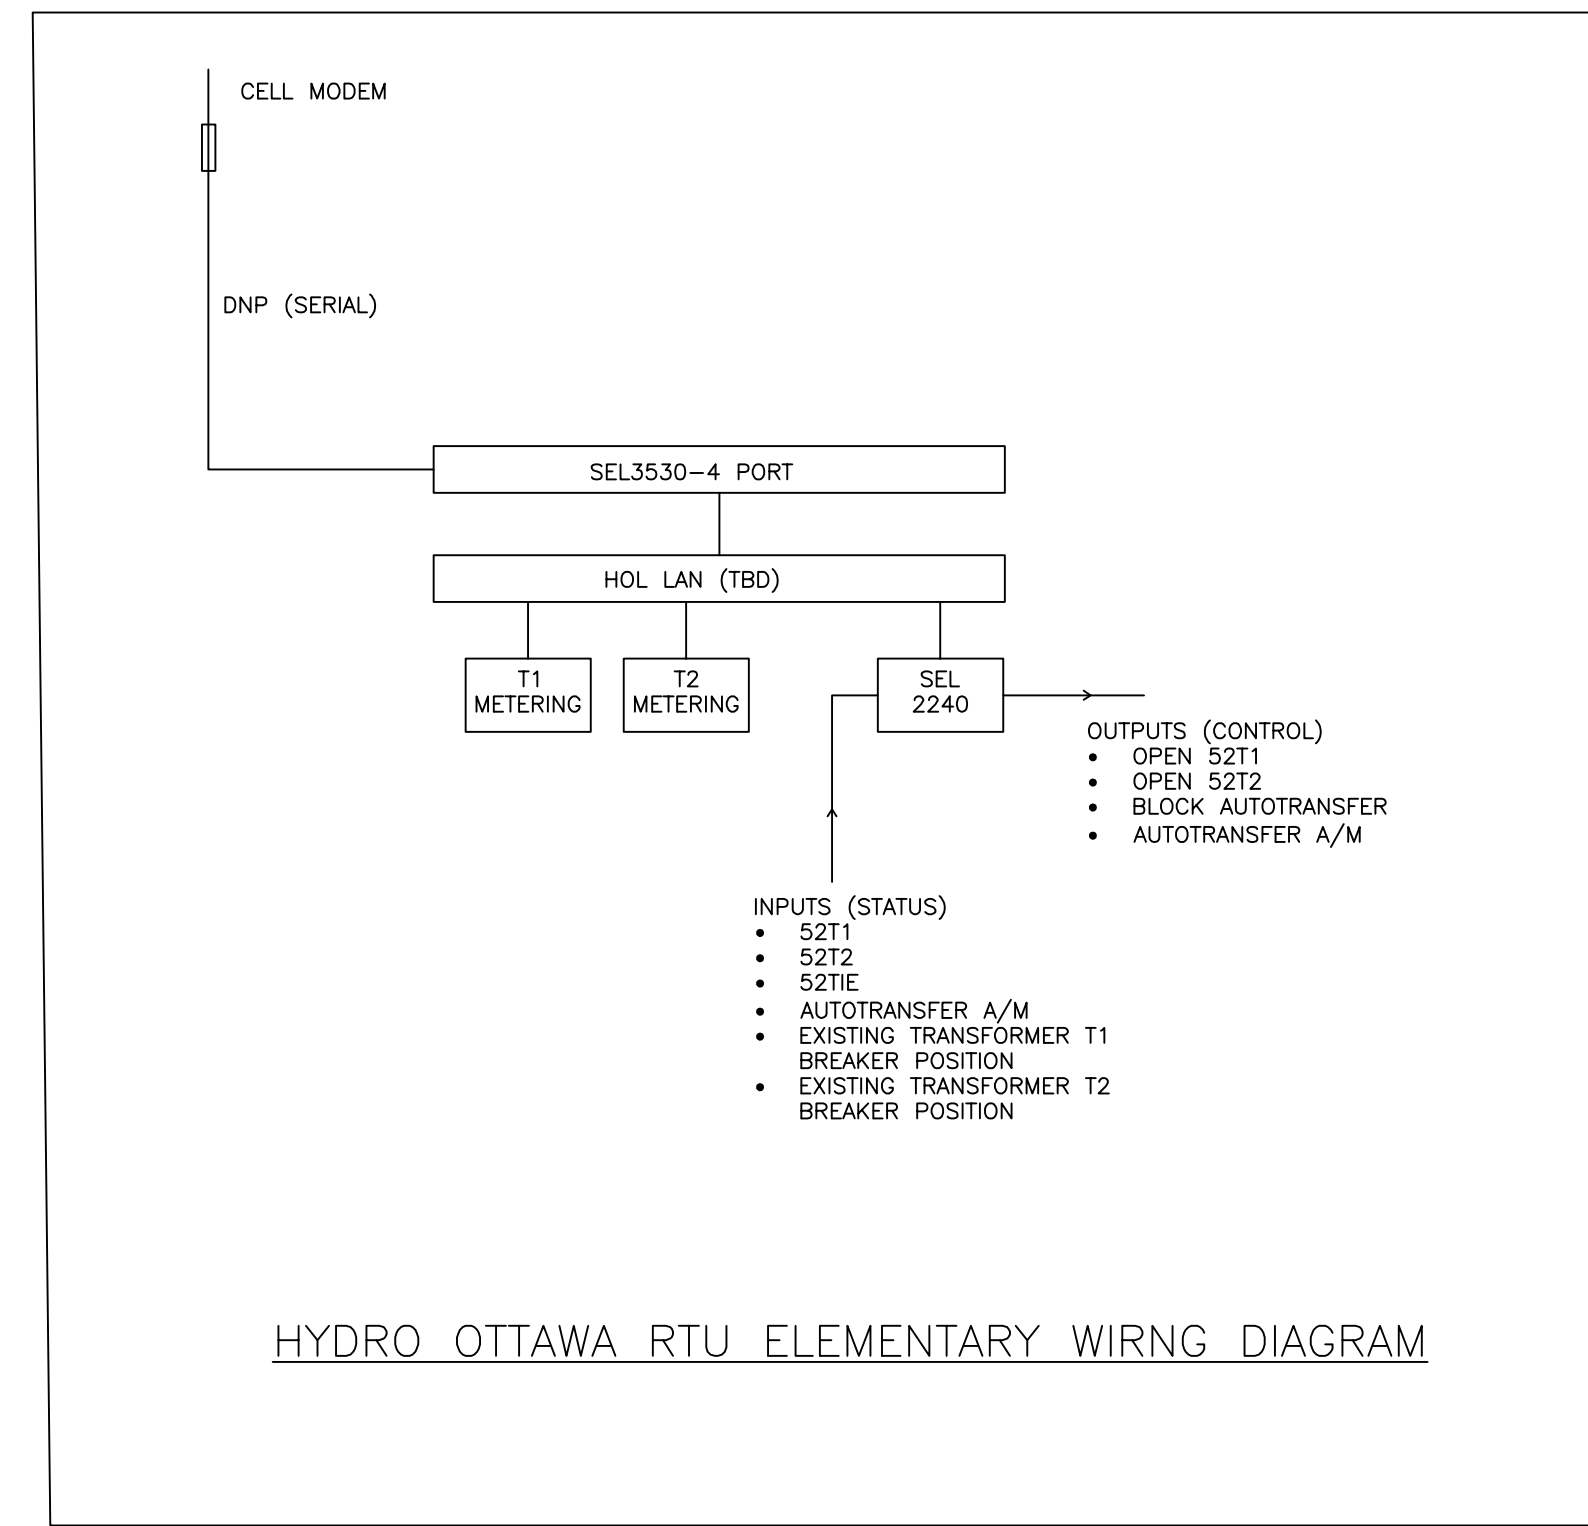 CELL MODEM
DNP (SERIAL)
SEL3530-4 PORT
HOL LAN (TBD)
T1
METERING
T2
METERING
SEL
2240
OUTPUTS (CONTROL)
• OPEN 52T1
• OPEN 52T2
• BLOCK AUTOTRANSFER
• AUTOTRANSFER A/M
INPUTS (STATUS)
• 52T1
• 52T2
• 52TIE
• AUTOTRANSFER A/M
• EXISTING TRANSFORMER T1
BREAKER POSITION
• EXISTING TRANSFORMER T2
BREAKER POSITION
HYDRO OTTAWA RTU ELEMENTARY WIRNG DIAGRAM